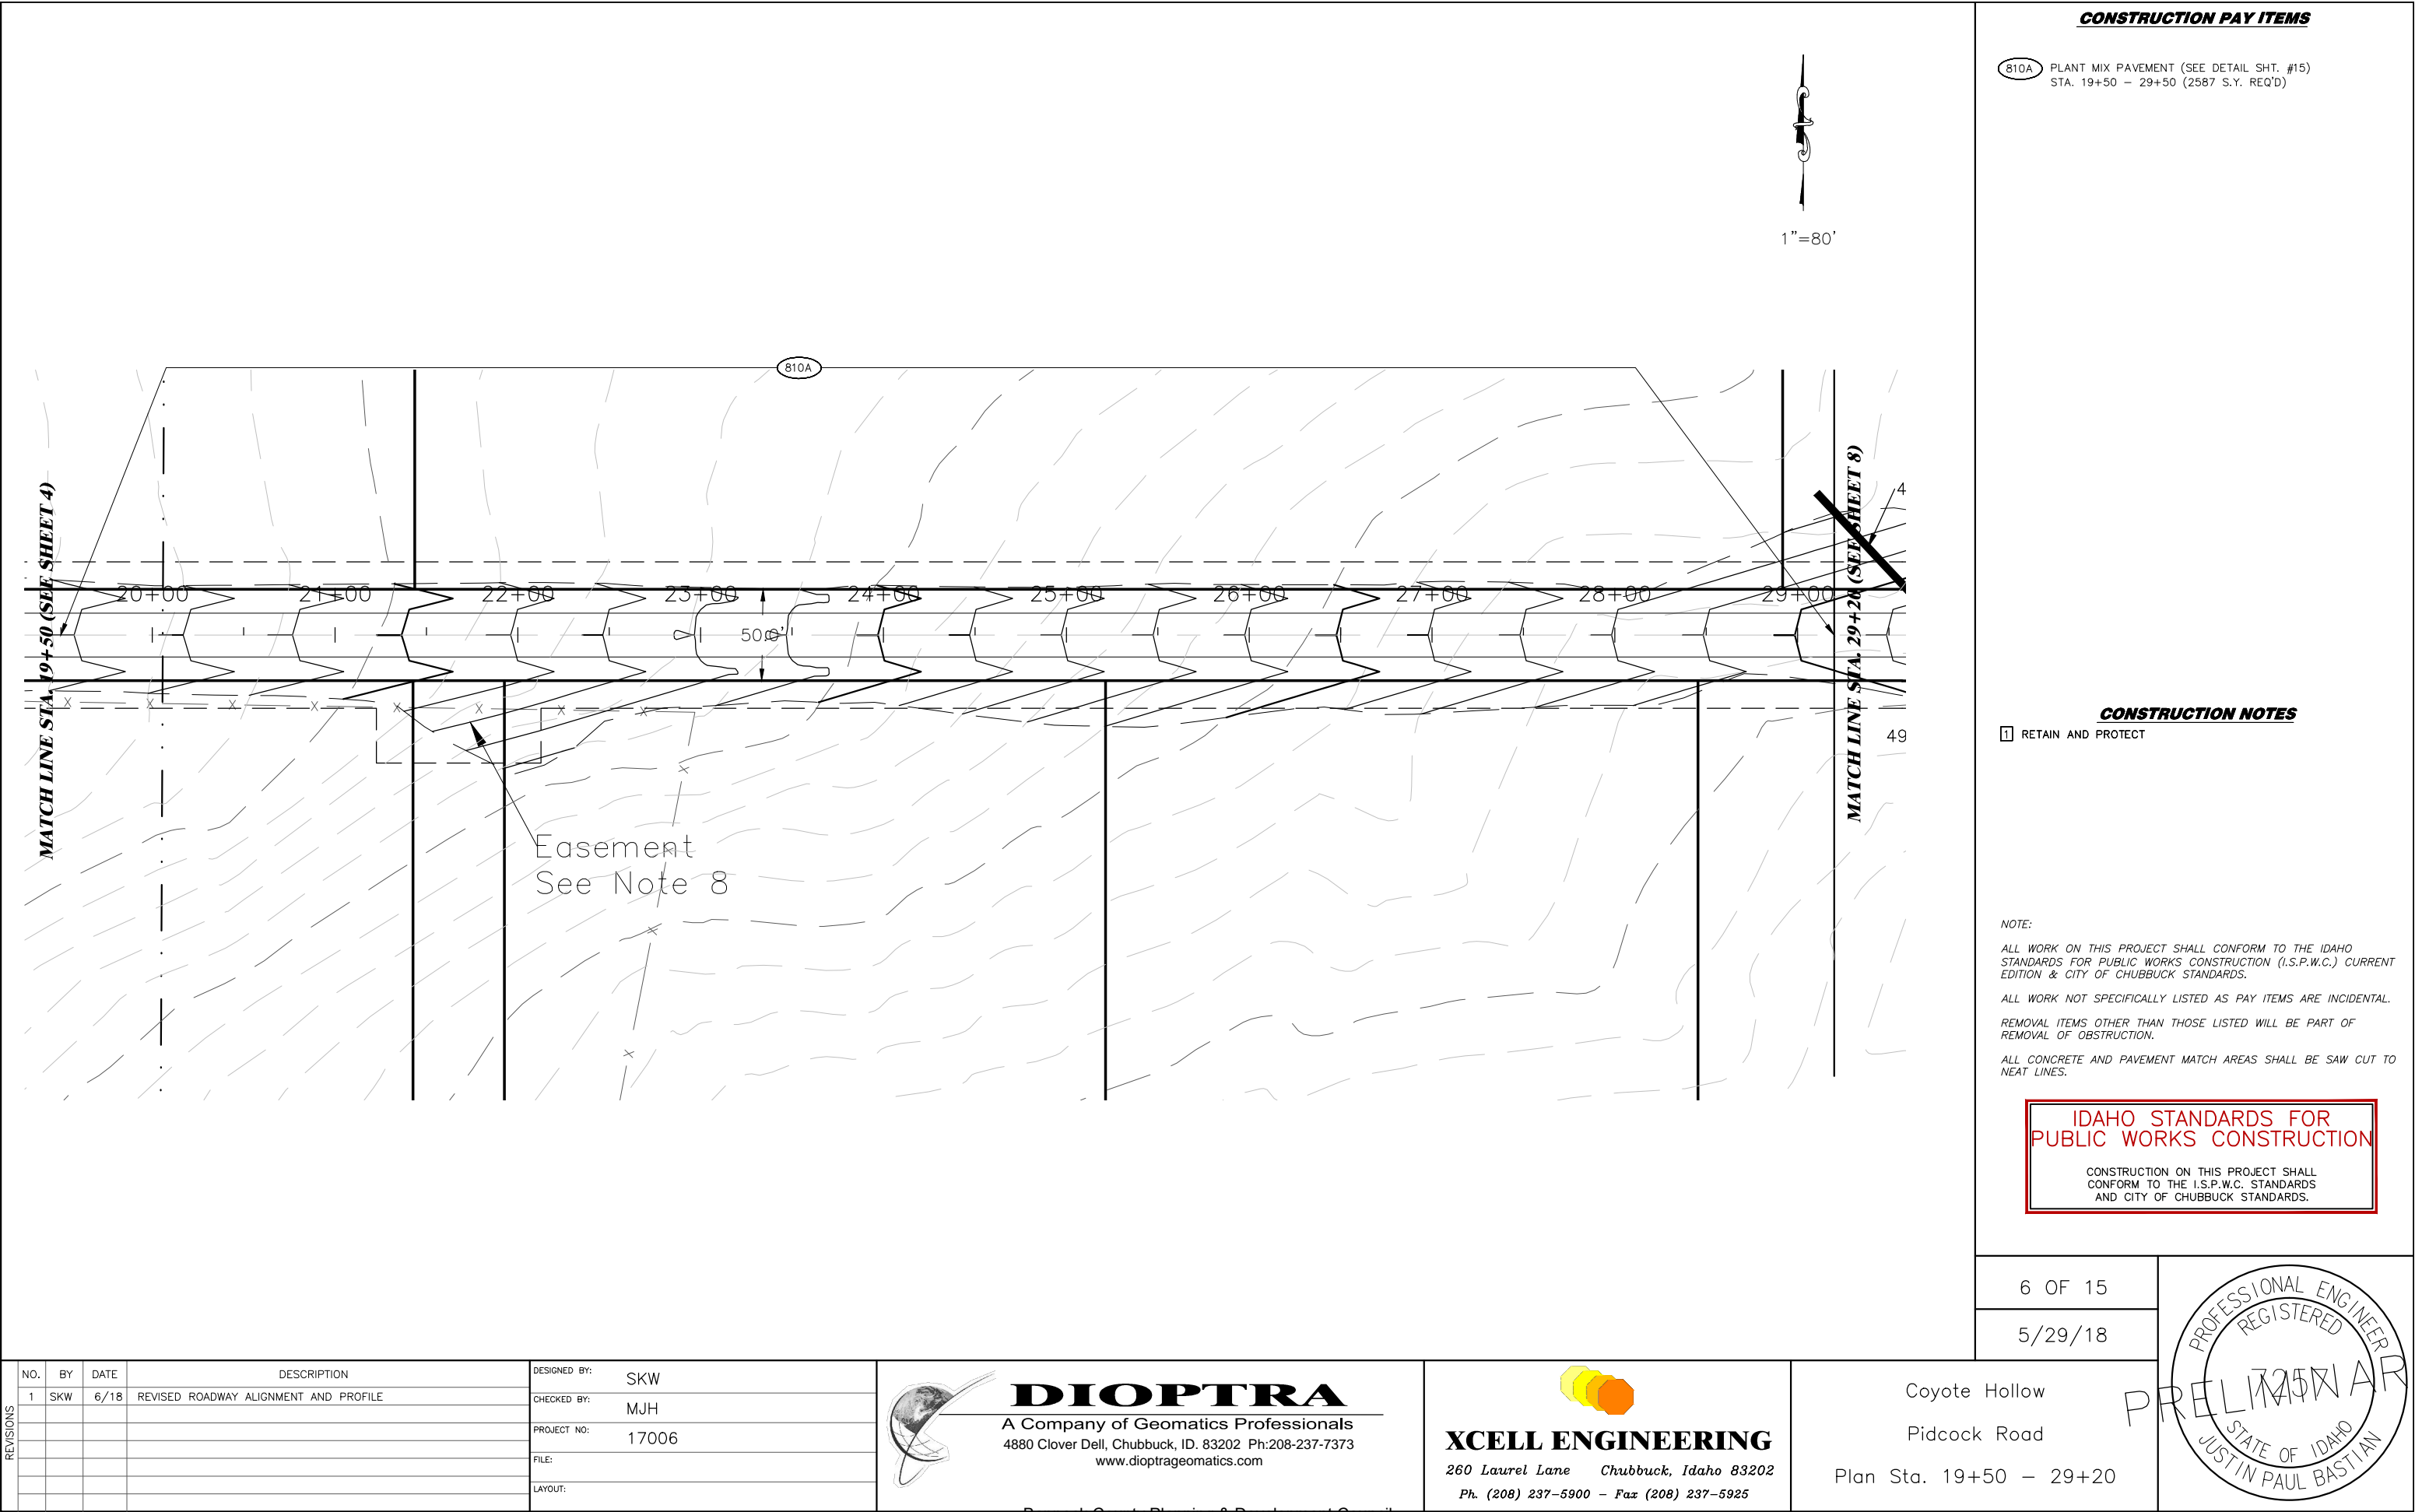 CONSTRUCTION PAY ITEMS
810A PLANT MIX PAVEMENT (SEE DETAIL SHT. #15)
STA. 19+50 – 29+50 (2587 S.Y. REQ'D)
1"=80'
810A
MATCH LINE STA. 19+50 (SEE SHEET 4)
20+00 21+00 22+00 23+00 24+00 25+00 26+00 27+00 28+00 29+00
50.0'
MATCH LINE STA. 29+20 (SEE SHEET 8)
4
49
Easement
See Note 8
CONSTRUCTION NOTES
1 RETAIN AND PROTECT
NOTE:
ALL WORK ON THIS PROJECT SHALL CONFORM TO THE IDAHO
STANDARDS FOR PUBLIC WORKS CONSTRUCTION (I.S.P.W.C.) CURRENT
EDITION & CITY OF CHUBBUCK STANDARDS.
ALL WORK NOT SPECIFICALLY LISTED AS PAY ITEMS ARE INCIDENTAL.
REMOVAL ITEMS OTHER THAN THOSE LISTED WILL BE PART OF
REMOVAL OF OBSTRUCTION.
ALL CONCRETE AND PAVEMENT MATCH AREAS SHALL BE SAW CUT TO
NEAT LINES.
IDAHO STANDARDS FOR
PUBLIC WORKS CONSTRUCTION
CONSTRUCTION ON THIS PROJECT SHALL
CONFORM TO THE I.S.P.W.C. STANDARDS
AND CITY OF CHUBBUCK STANDARDS.
6 OF 15
5/29/18
PROFESSIONAL ENGINEER
REGISTERED
7257
PRELIMINAR
STATE OF IDAHO
JUSTIN PAUL BASTIAN
REVISIONS
NO. BY DATE DESCRIPTION
1 SKW 6/18 REVISED ROADWAY ALIGNMENT AND PROFILE
DESIGNED BY: SKW
CHECKED BY: MJH
PROJECT NO: 17006
FILE:
LAYOUT:
DIOPTRA
A Company of Geomatics Professionals
4880 Clover Dell, Chubbuck, ID. 83202 Ph:208-237-7373
www.dioptrageomatics.com
XCELL ENGINEERING
260 Laurel Lane Chubbuck, Idaho 83202
Ph. (208) 237–5900 – Fax (208) 237–5925
Coyote Hollow
Pidcock Road
Plan Sta. 19+50 – 29+20